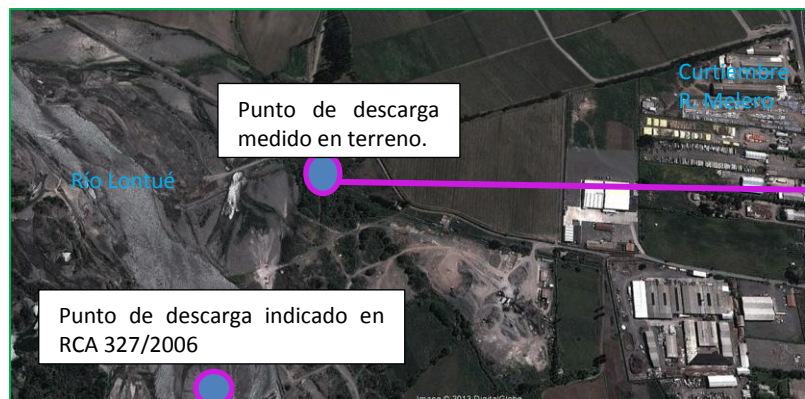 Curtiembre
R. Melero
Punto de descarga
medido en terreno.
Río Lontué
Punto de descarga indicado en
RCA 327/2006
Image © 2013 DigitalGlobe